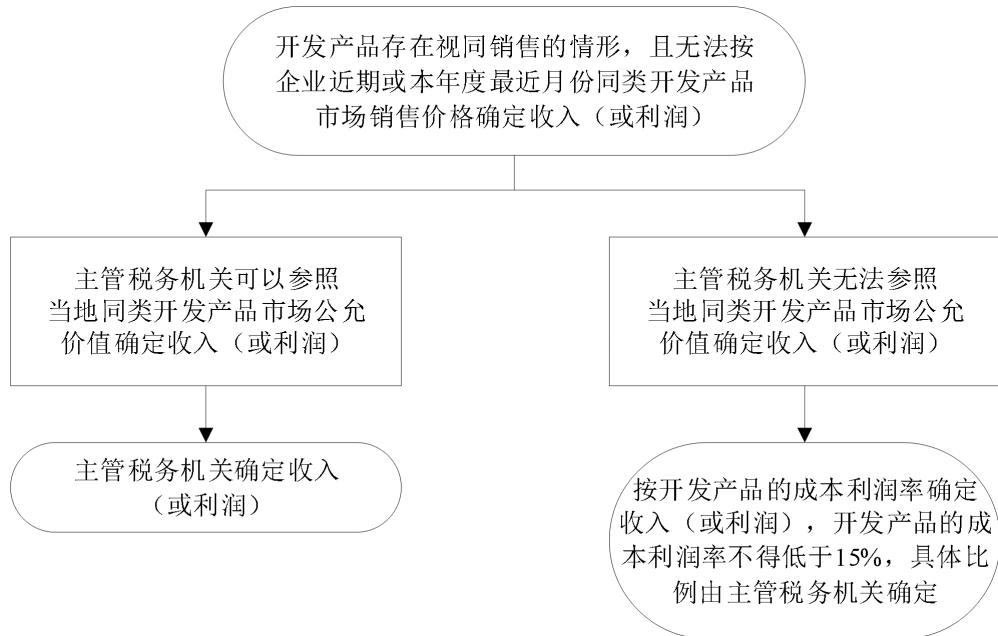 开发产品存在视同销售的情形，且无法按
企业近期或本年度最近月份同类开发产品
市场销售价格确定收入（或利润）
主管税务机关可以参照
当地同类开发产品市场公允
价值确定收入（或利润）
主管税务机关无法参照
当地同类开发产品市场公允
价值确定收入（或利润）
主管税务机关确定收入
（或利润）
按开发产品的成本利润率确定
收入（或利润），开发产品的成
本利润率不得低于15%，具体比
例由主管税务机关确定